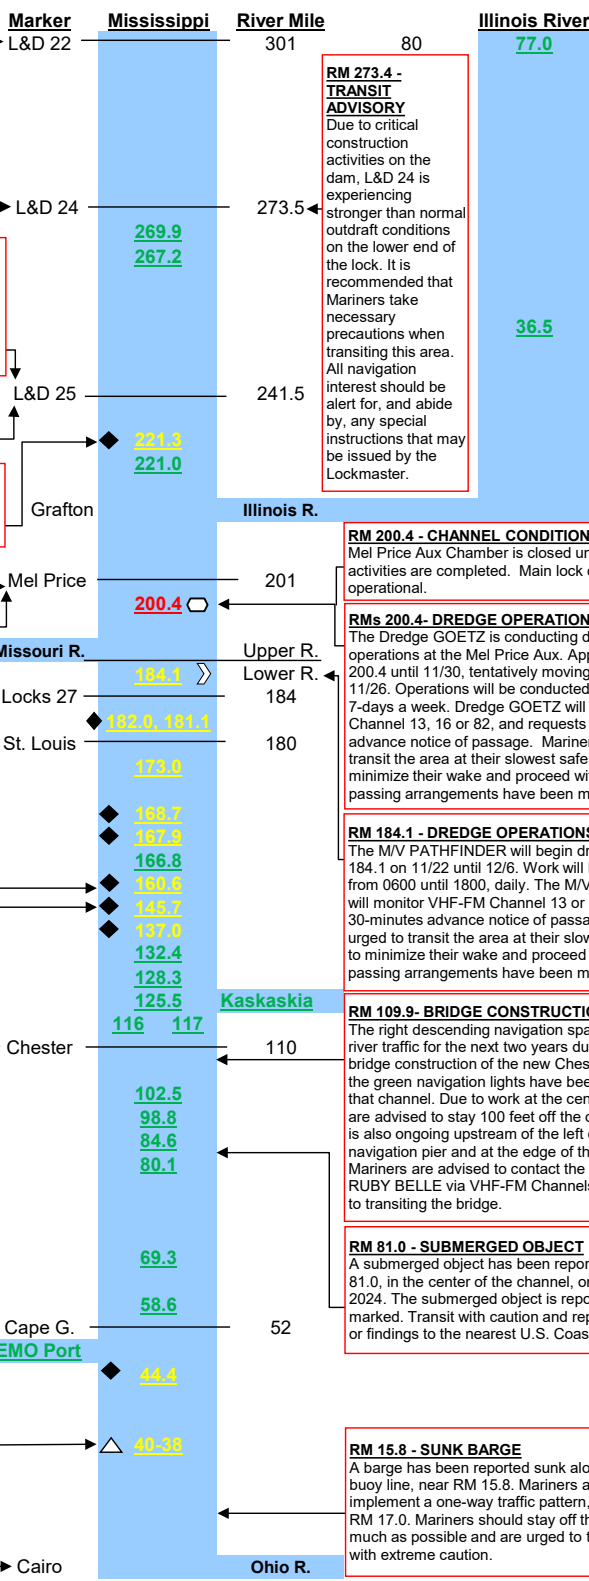 Marker Mississippi River Mile Illinois River
L&D 22 301 80 77.0
RM 273.4 -
TRANSIT
ADVISORY
Due to critical
construction
activities on the
dam, L&D 24 is
experiencing
stronger than normal
outdraft conditions
on the lower end of
the lock. It is
recommended that
Mariners take
necessary
precautions when
transiting this area.
All navigation
interest should be
alert for, and abide
by, any special
instructions that may
be issued by the
Lockmaster.
L&D 24 273.5
269.9
267.2
36.5
L&D 25 241.5
221.3
221.0
Grafton Illinois R.
Mel Price 201
200.4
RM 200.4 - CHANNEL CONDITION
Mel Price Aux Chamber is closed un
activities are completed. Main lock
operational.
RMs 200.4- DREDGE OPERATION
The Dredge GOETZ is conducting d
operations at the Mel Price Aux. App
200.4 until 11/30, tentatively moving
11/26. Operations will be conducted
7-days a week. Dredge GOETZ will
Channel 13, 16 or 82, and requests
advance notice of passage. Mariner
transit the area at their slowest safe
minimize their wake and proceed wi
passing arrangements have been m
Missouri R. Upper R.
184.1 Lower R.
Locks 27 184
182.0, 181.1
St. Louis 180
173.0
168.7
167.9
166.8
160.6
145.7
137.0
132.4
128.3
125.5 Kaskaskia
116 117
RM 184.1 - DREDGE OPERATIONS
The M/V PATHFINDER will begin dr
184.1 on 11/22 until 12/6. Work will
from 0600 until 1800, daily. The M/V
will monitor VHF-FM Channel 13 or
30-minutes advance notice of passa
urged to transit the area at their slow
to minimize their wake and proceed
passing arrangements have been m
Chester 110
RM 109.9- BRIDGE CONSTRUCTIO
The right descending navigation spa
river traffic for the next two years du
bridge construction of the new Ches
the green navigation lights have bee
that channel. Due to work at the cen
are advised to stay 100 feet off the c
is also ongoing upstream of the left
navigation pier and at the edge of th
Mariners are advised to contact the
RUBY BELLE via VHF-FM Channels
to transiting the bridge.
102.5
98.8
84.6
80.1
69.3
58.6
RM 81.0 - SUBMERGED OBJECT
A submerged object has been repor
81.0, in the center of the channel, on
2024. The submerged object is repo
marked. Transit with caution and rep
or findings to the nearest U.S. Coas
Cape G. 52
EMO Port
44.4
40-38
RM 15.8 - SUNK BARGE
A barge has been reported sunk alo
buoy line, near RM 15.8. Mariners a
implement a one-way traffic pattern,
RM 17.0. Mariners should stay off th
much as possible and are urged to t
with extreme caution.
Cairo Ohio R.